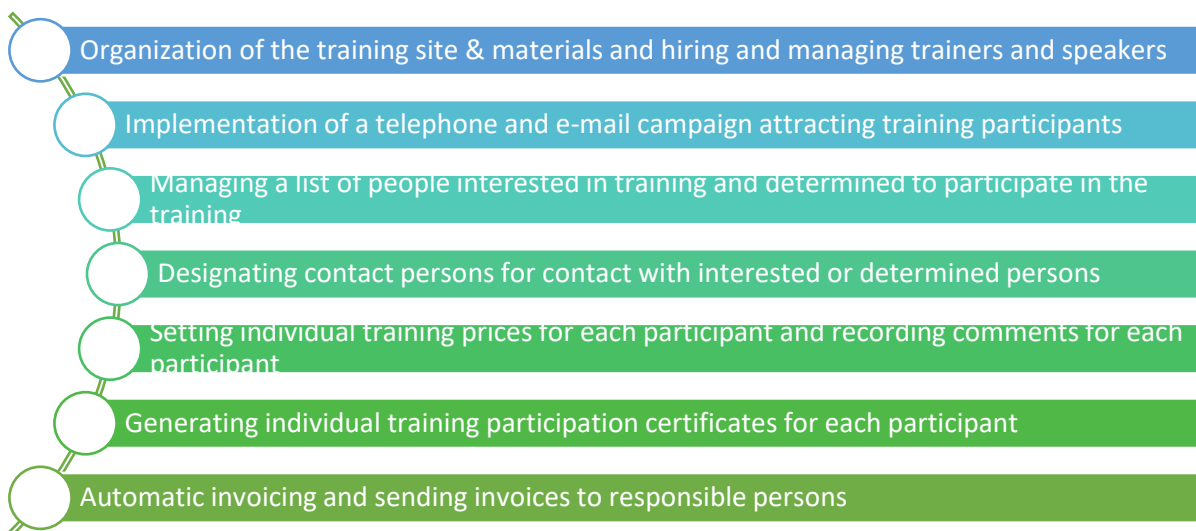 Organization of the training site & materials and hiring and managing trainers and speakers
Implementation of a telephone and e-mail campaign attracting training participants
Managing a list of people interested in training and determined to participate in the
training
Designating contact persons for contact with interested or determined persons
Setting individual training prices for each participant and recording comments for each
participant
Generating individual training participation certificates for each participant
Automatic invoicing and sending invoices to responsible persons